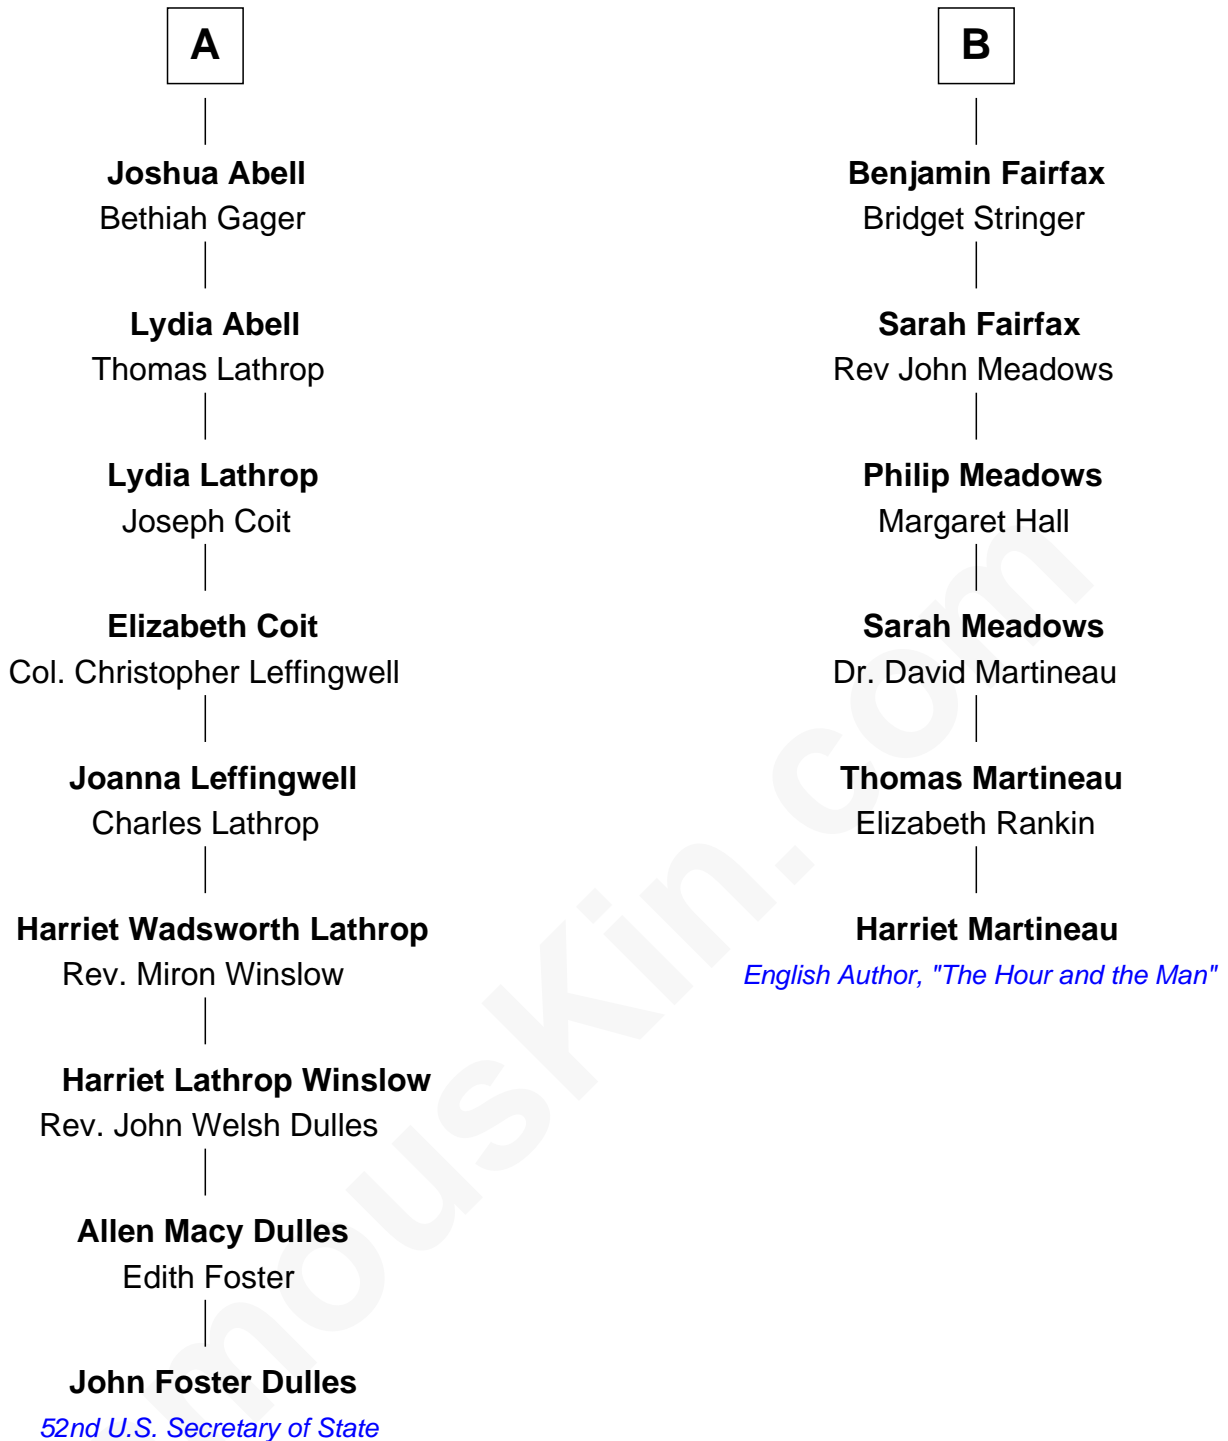 A
Joshua Abell
Bethiah Gager
Lydia Abell
Thomas Lathrop
Lydia Lathrop
Joseph Coit
Elizabeth Coit
Col. Christopher Leffingwell
Joanna Leffingwell
Charles Lathrop
Harriet Wadsworth Lathrop
Rev. Miron Winslow
Harriet Lathrop Winslow
Rev. John Welsh Dulles
Allen Macy Dulles
Edith Foster
John Foster Dulles
52nd U.S. Secretary of State
B
Benjamin Fairfax
Bridget Stringer
Sarah Fairfax
Rev John Meadows
Philip Meadows
Margaret Hall
Sarah Meadows
Dr. David Martineau
Thomas Martineau
Elizabeth Rankin
Harriet Martineau
English Author, "The Hour and the Man"
mousKin.com